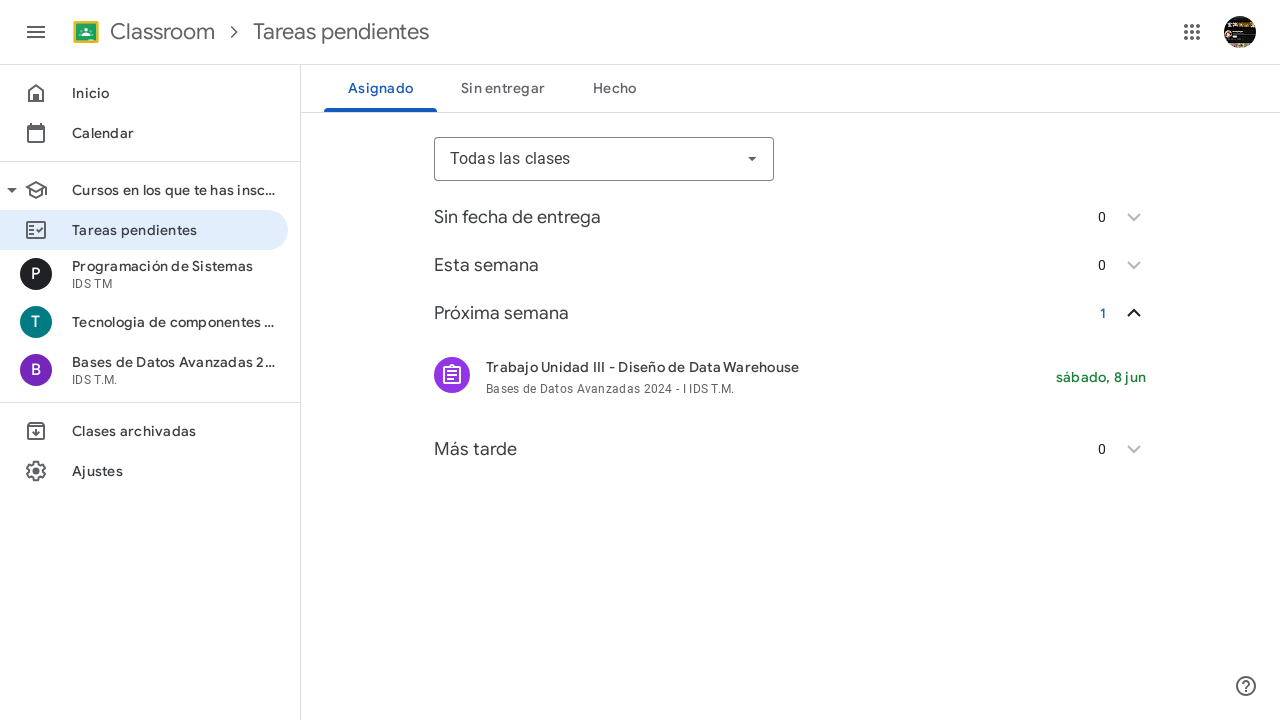 Classroom > Tareas pendientes
Inicio
Calendar
Cursos en los que te has insc...
Tareas pendientes
P Programación de Sistemas
IDS TM
T Tecnologia de componentes ...
B Bases de Datos Avanzadas 2...
IDS T.M.
Clases archivadas
Ajustes
Asignado Sin entregar Hecho
Todas las clases
Sin fecha de entrega 0
Esta semana 0
Próxima semana 1
Trabajo Unidad III - Diseño de Data Warehouse
Bases de Datos Avanzadas 2024 - I IDS T.M.
sábado, 8 jun
Más tarde 0